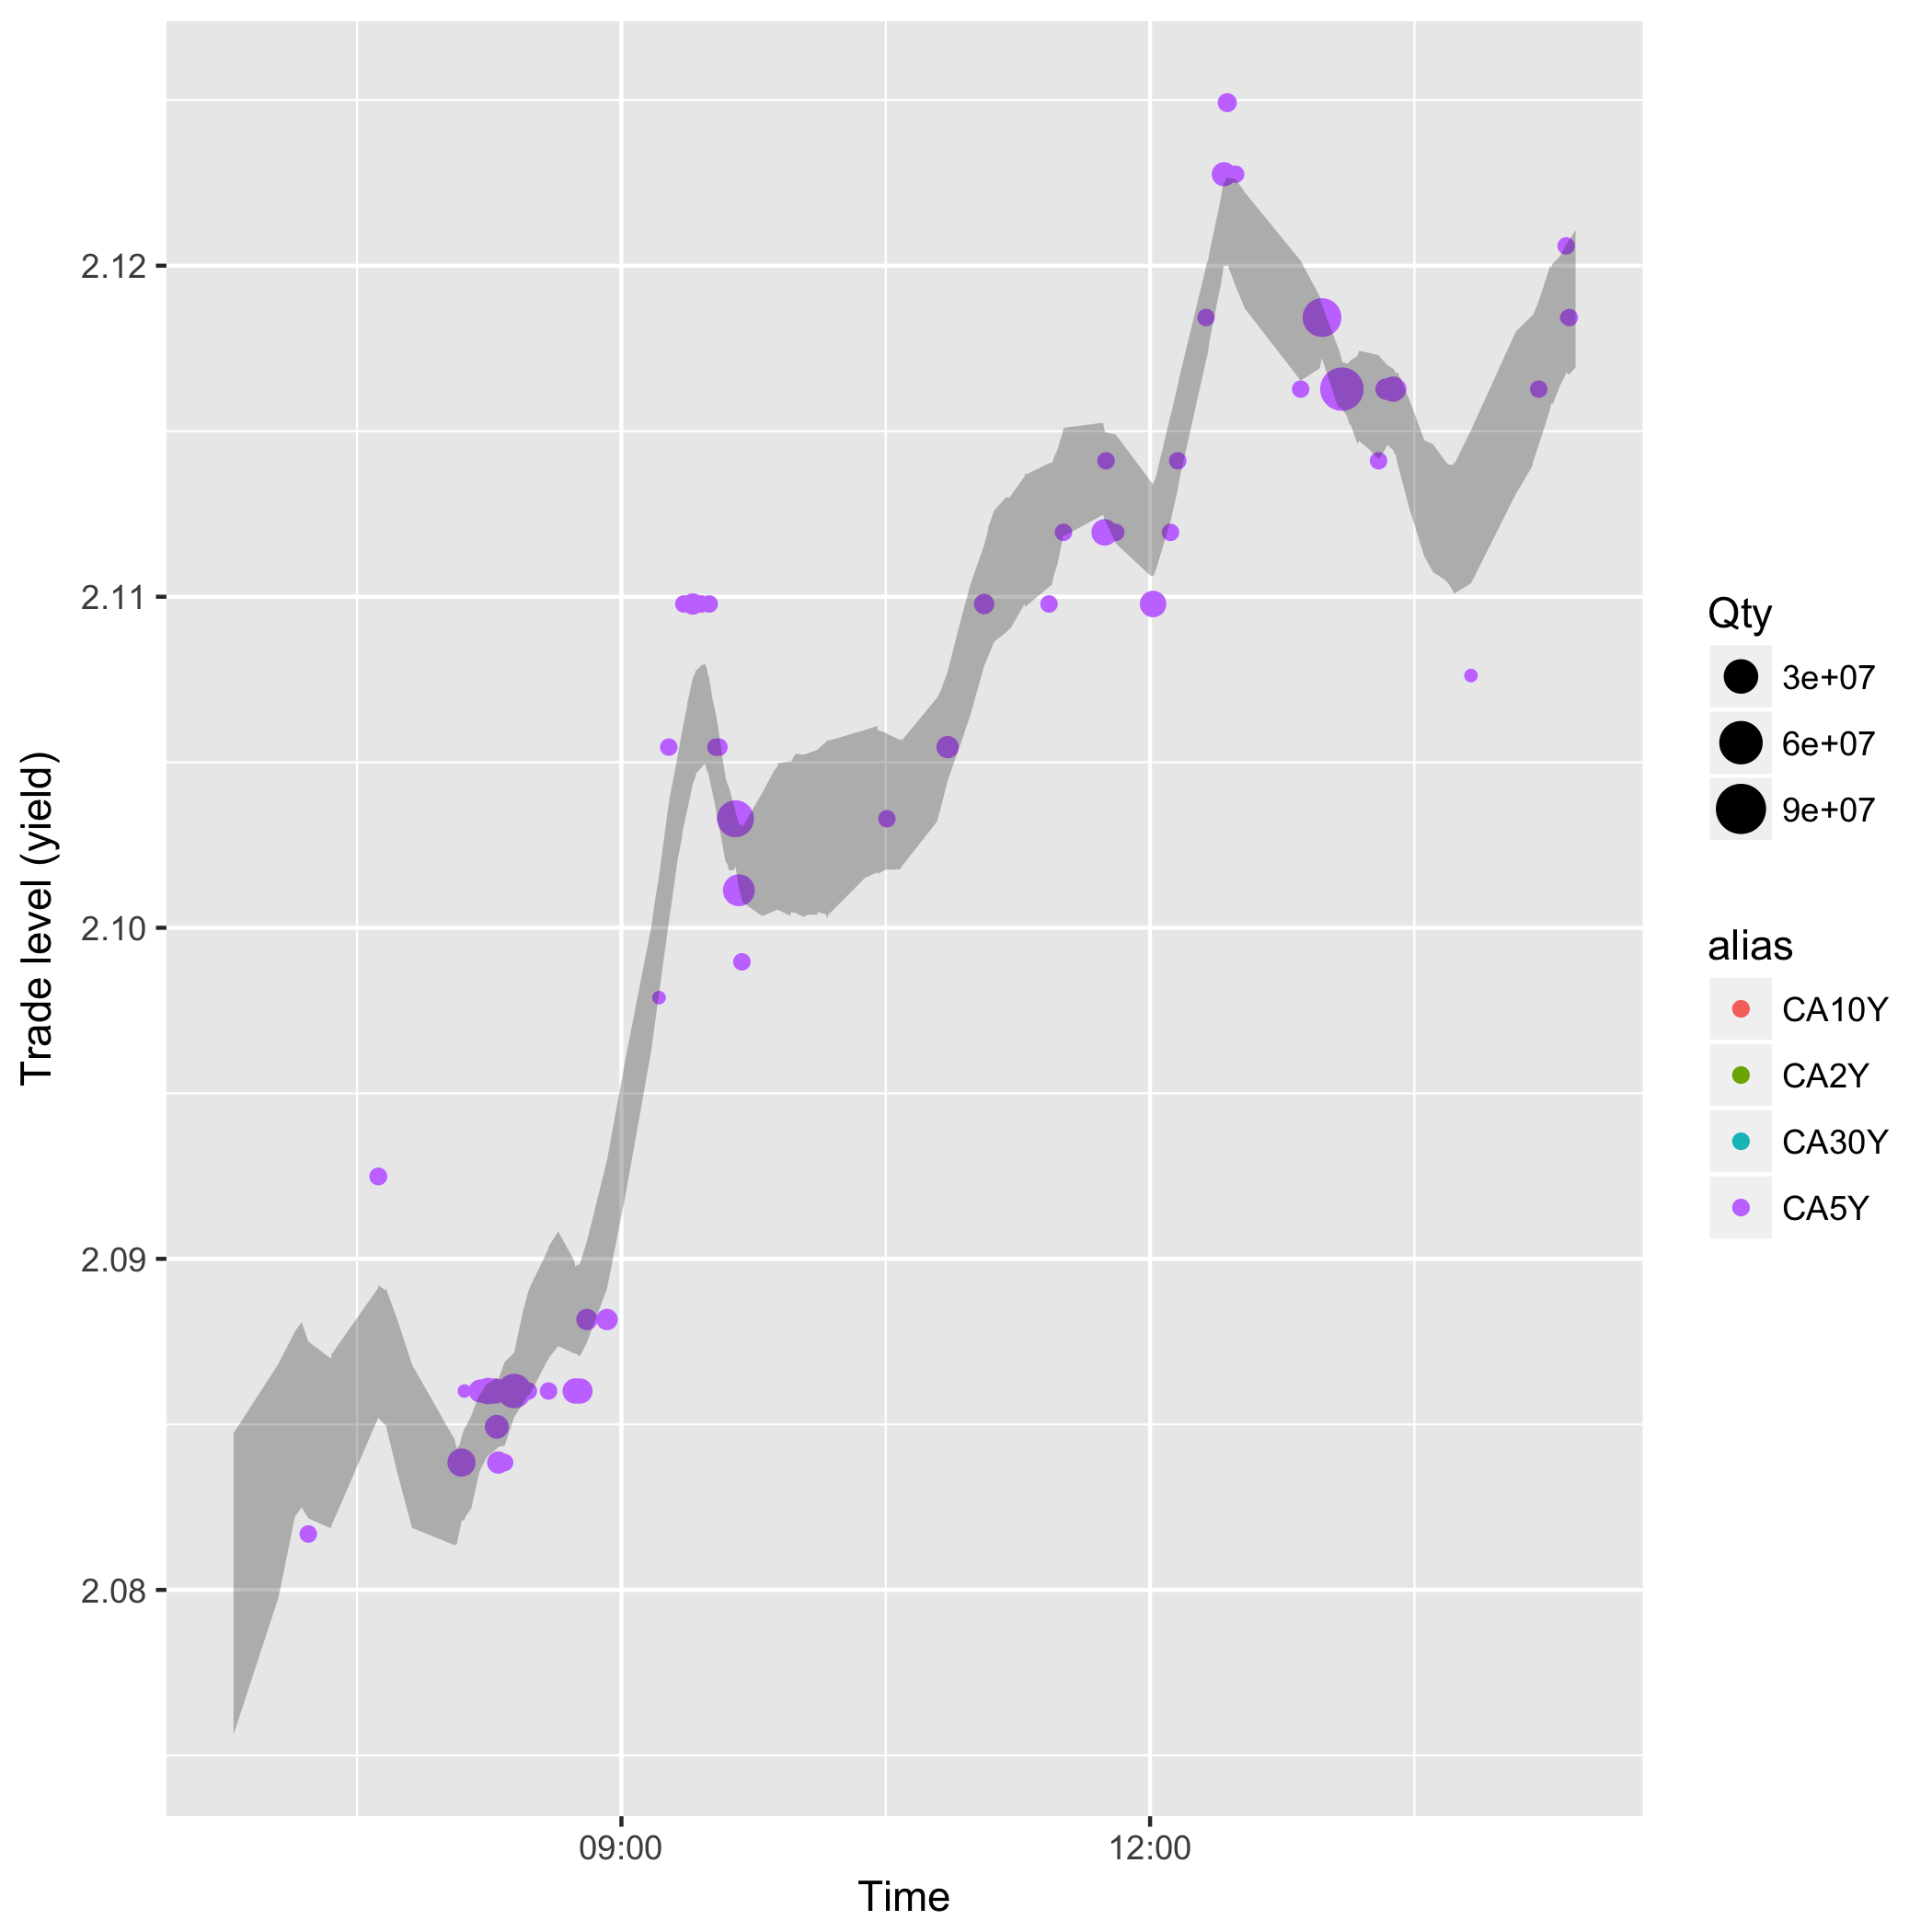 Trade level (yield)
2.12
2.11
2.10
2.09
2.08
09:00
12:00
Time
Qty
3e+07
6e+07
9e+07
alias
CA10Y
CA2Y
CA30Y
CA5Y